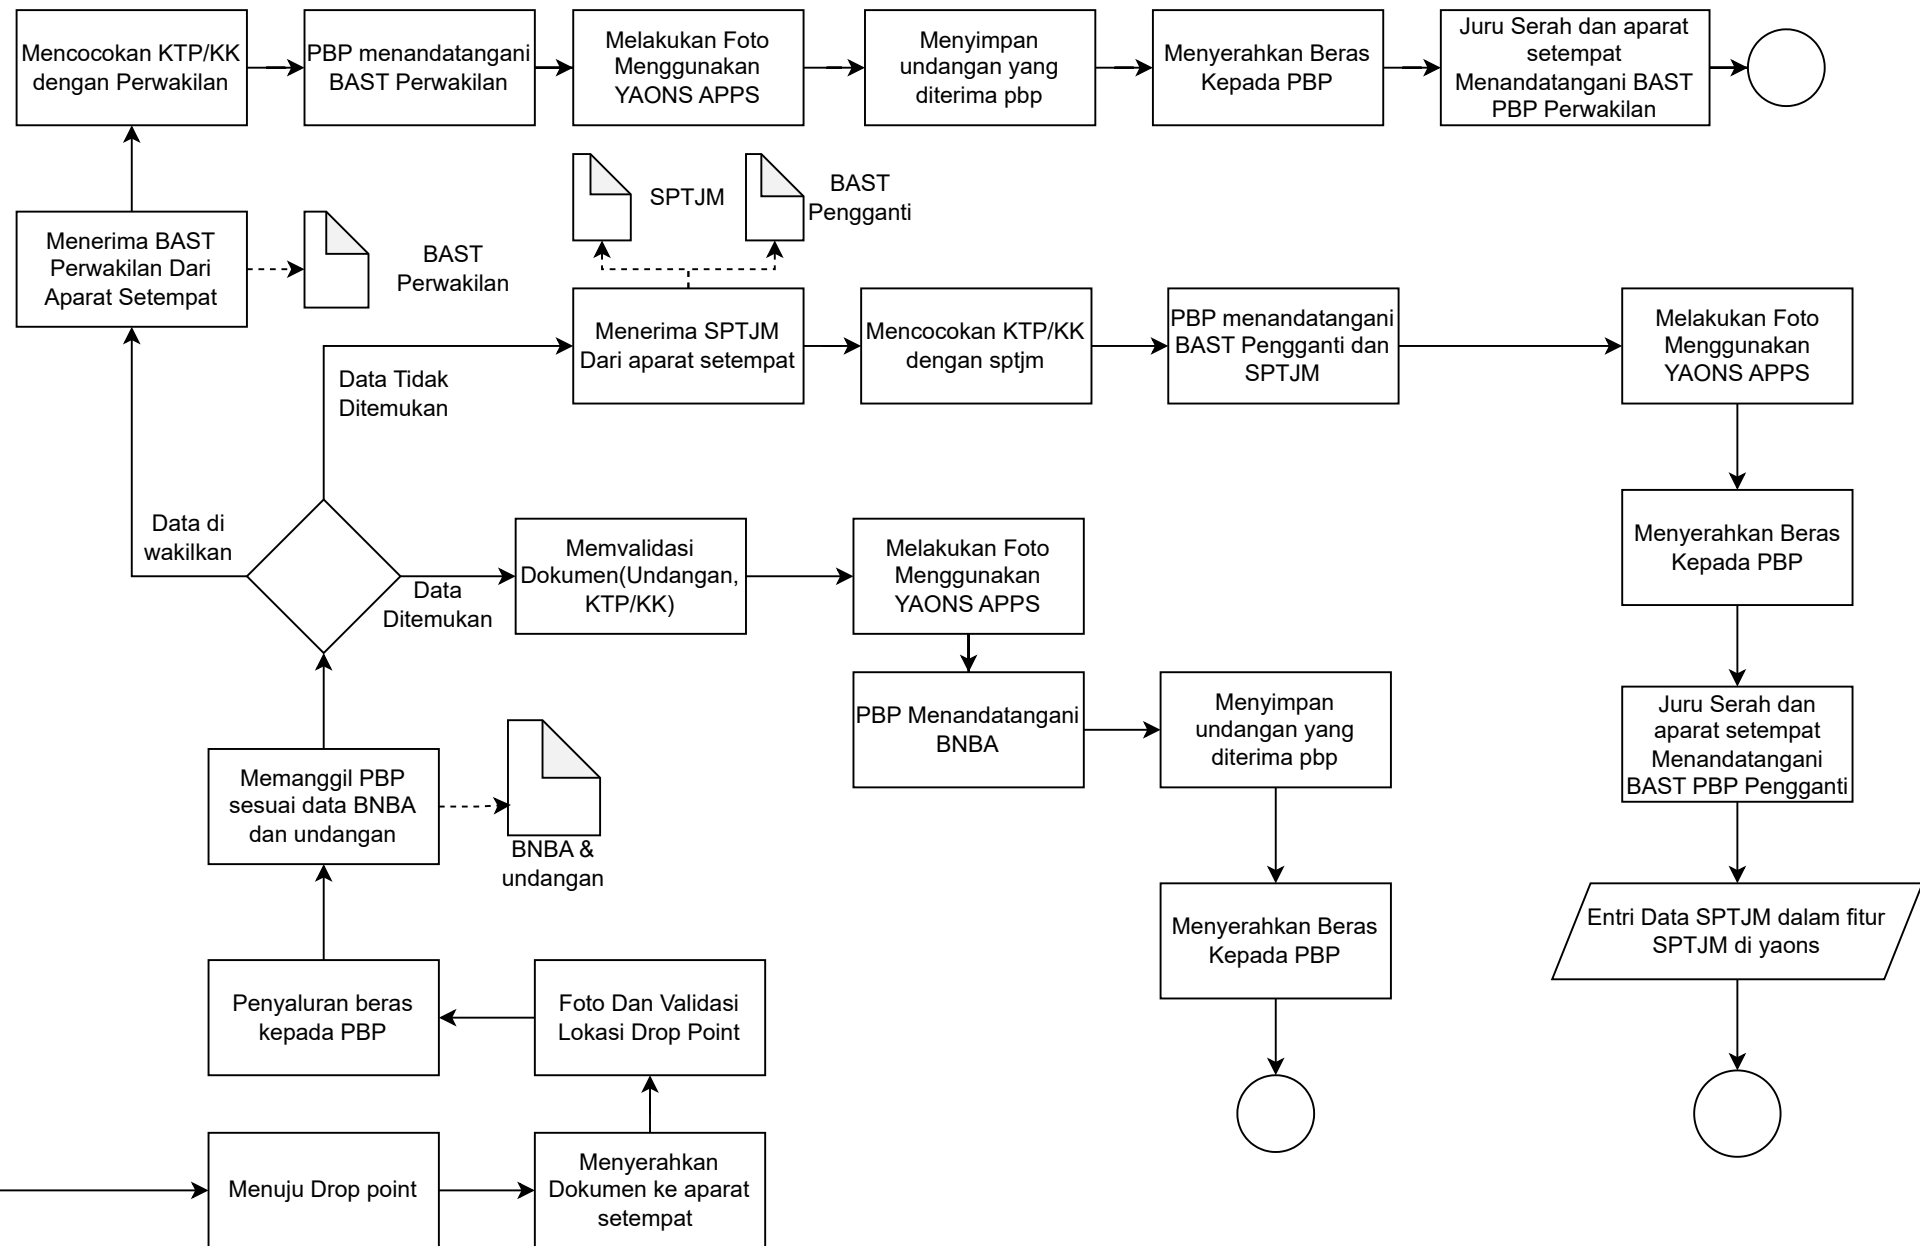 Mencocokan KTP/KK
dengan Perwakilan
PBP menandatangani
BAST Perwakilan
Melakukan Foto
Menggunakan
YAONS APPS
Menyimpan
undangan yang
diterima pbp
Menyerahkan Beras
Kepada PBP
Juru Serah dan aparat
setempat
Menandatangani BAST
PBP Perwakilan
SPTJM
BAST
Pengganti
Menerima BAST
Perwakilan Dari
Aparat Setempat
BAST
Perwakilan
Data Tidak
Ditemukan
Menerima SPTJM
Dari aparat setempat
Mencocokan KTP/KK
dengan sptjm
PBP menandatangani
BAST Pengganti dan
SPTJM
Melakukan Foto
Menggunakan
YAONS APPS
Data di
wakilkan
Data
Ditemukan
Memvalidasi
Dokumen(Undangan,
KTP/KK)
Melakukan Foto
Menggunakan
YAONS APPS
Menyerahkan Beras
Kepada PBP
PBP Menandatangani
BNBA
Menyimpan
undangan yang
diterima pbp
Juru Serah dan
aparat setempat
Menandatangani
BAST PBP Pengganti
Memanggil PBP
sesuai data BNBA
dan undangan
BNBA &
undangan
Menyerahkan Beras
Kepada PBP
Entri Data SPTJM dalam fitur
SPTJM di yaons
Penyaluran beras
kepada PBP
Foto Dan Validasi
Lokasi Drop Point
Menuju Drop point
Menyerahkan
Dokumen ke aparat
setempat